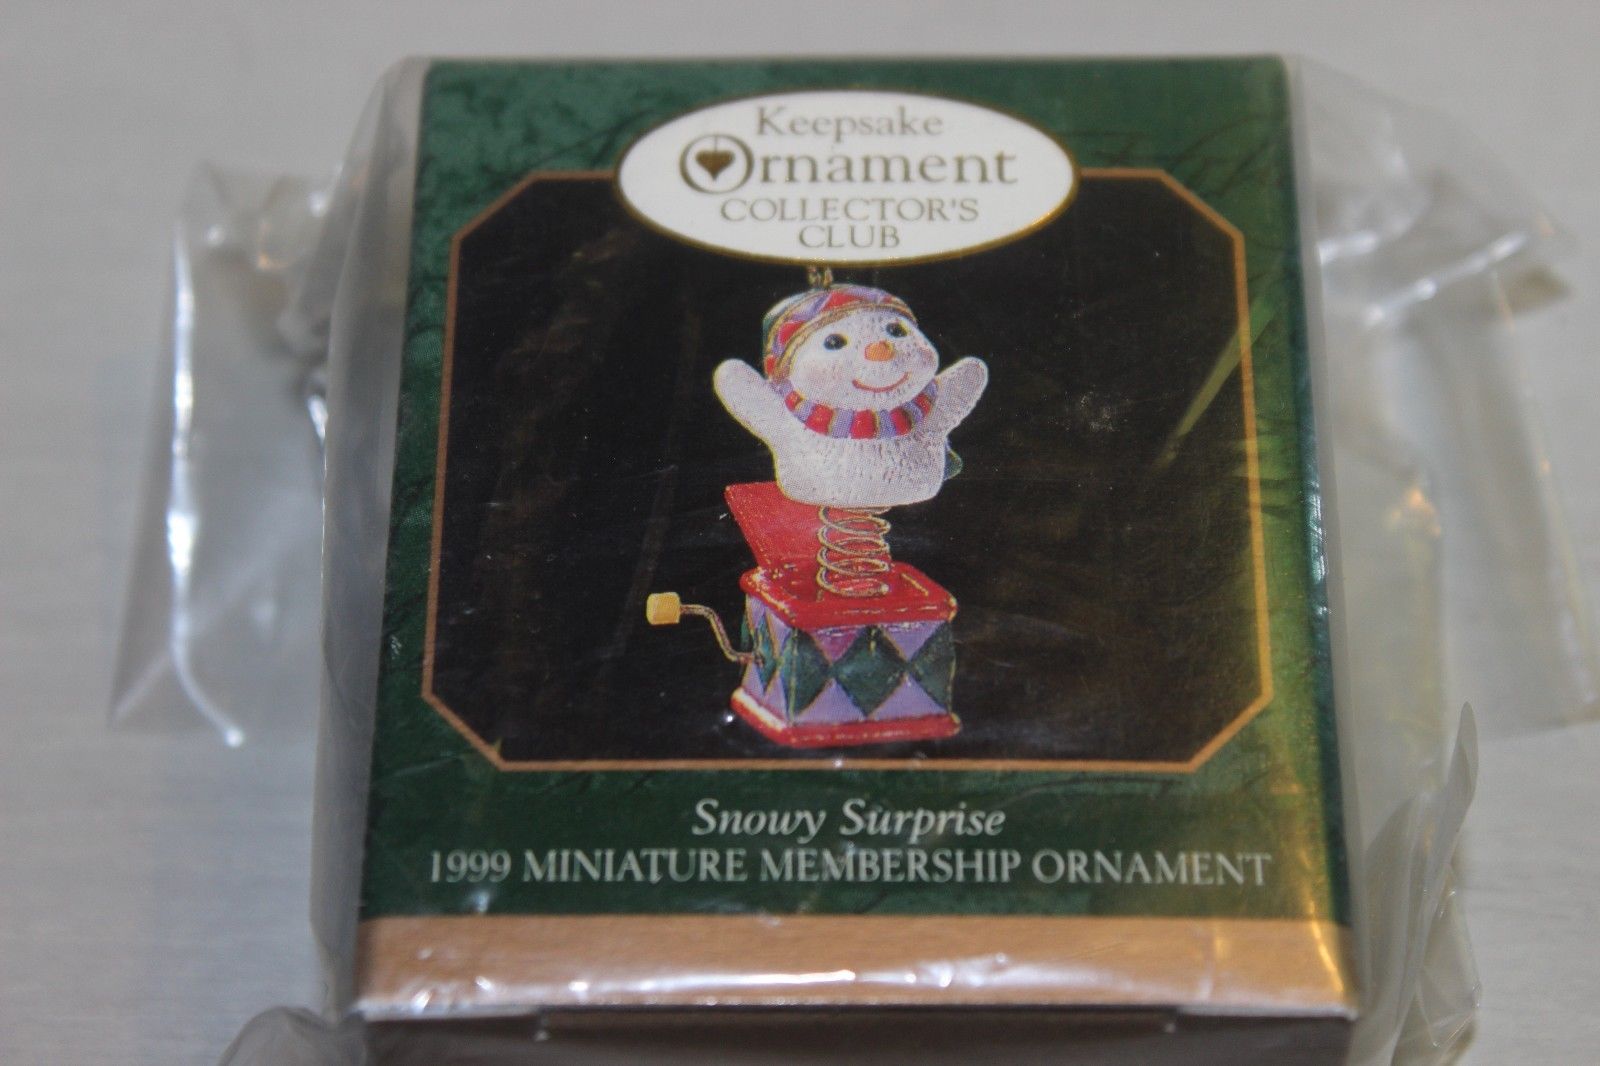 Keepsake
Ornament
COLLECTOR'S
CLUB
Snowy Surprise
1999 MINIATURE MEMBERSHIP ORNAMENT